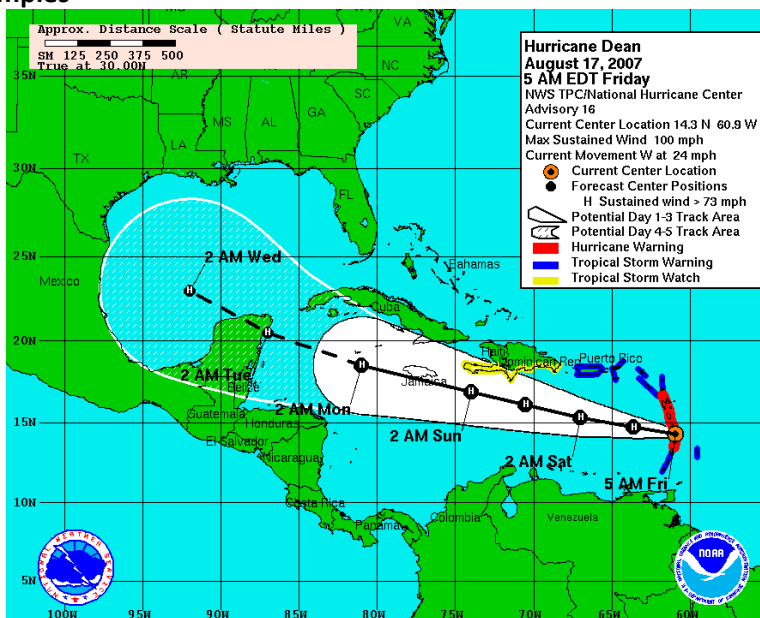 mples
Approx. Distance Scale ( Statute Miles )
SM 125 250 375 500
True at 30.00N
Hurricane Dean
August 17, 2007
5 AM EDT Friday
NWS TPC/National Hurricane Center
Advisory 16
Current Center Location 14.3 N 60.9 W
Max Sustained Wind 100 mph
Current Movement W at 24 mph
Current Center Location
Forecast Center Positions
H Sustained wind > 73 mph
Potential Day 1-3 Track Area
Potential Day 4-5 Track Area
Hurricane Warning
Tropical Storm Warning
Tropical Storm Watch
VA
NC
SC
AR
MS
AL
GA
LA
TX
FL
35N
30N
25N
20N
15N
10N
5N
Mexico
Bahamas
Cuba
Haiti
Dominican Rep
Puerto Rico
Jamaica
Belize
Guatemala
Honduras
El Salvador
Nicaragua
Costa Rica
Panama
Colombia
Venezuela
2 AM Wed
2 AM Tue
2 AM Mon
2 AM Sun
2 AM Sat
5 AM Fri
H
H
H
H
H
H
H
NATIONAL WEATHER SERVICE
NOAA
100W
95W
90W
85W
80W
75W
70W
65W
60W